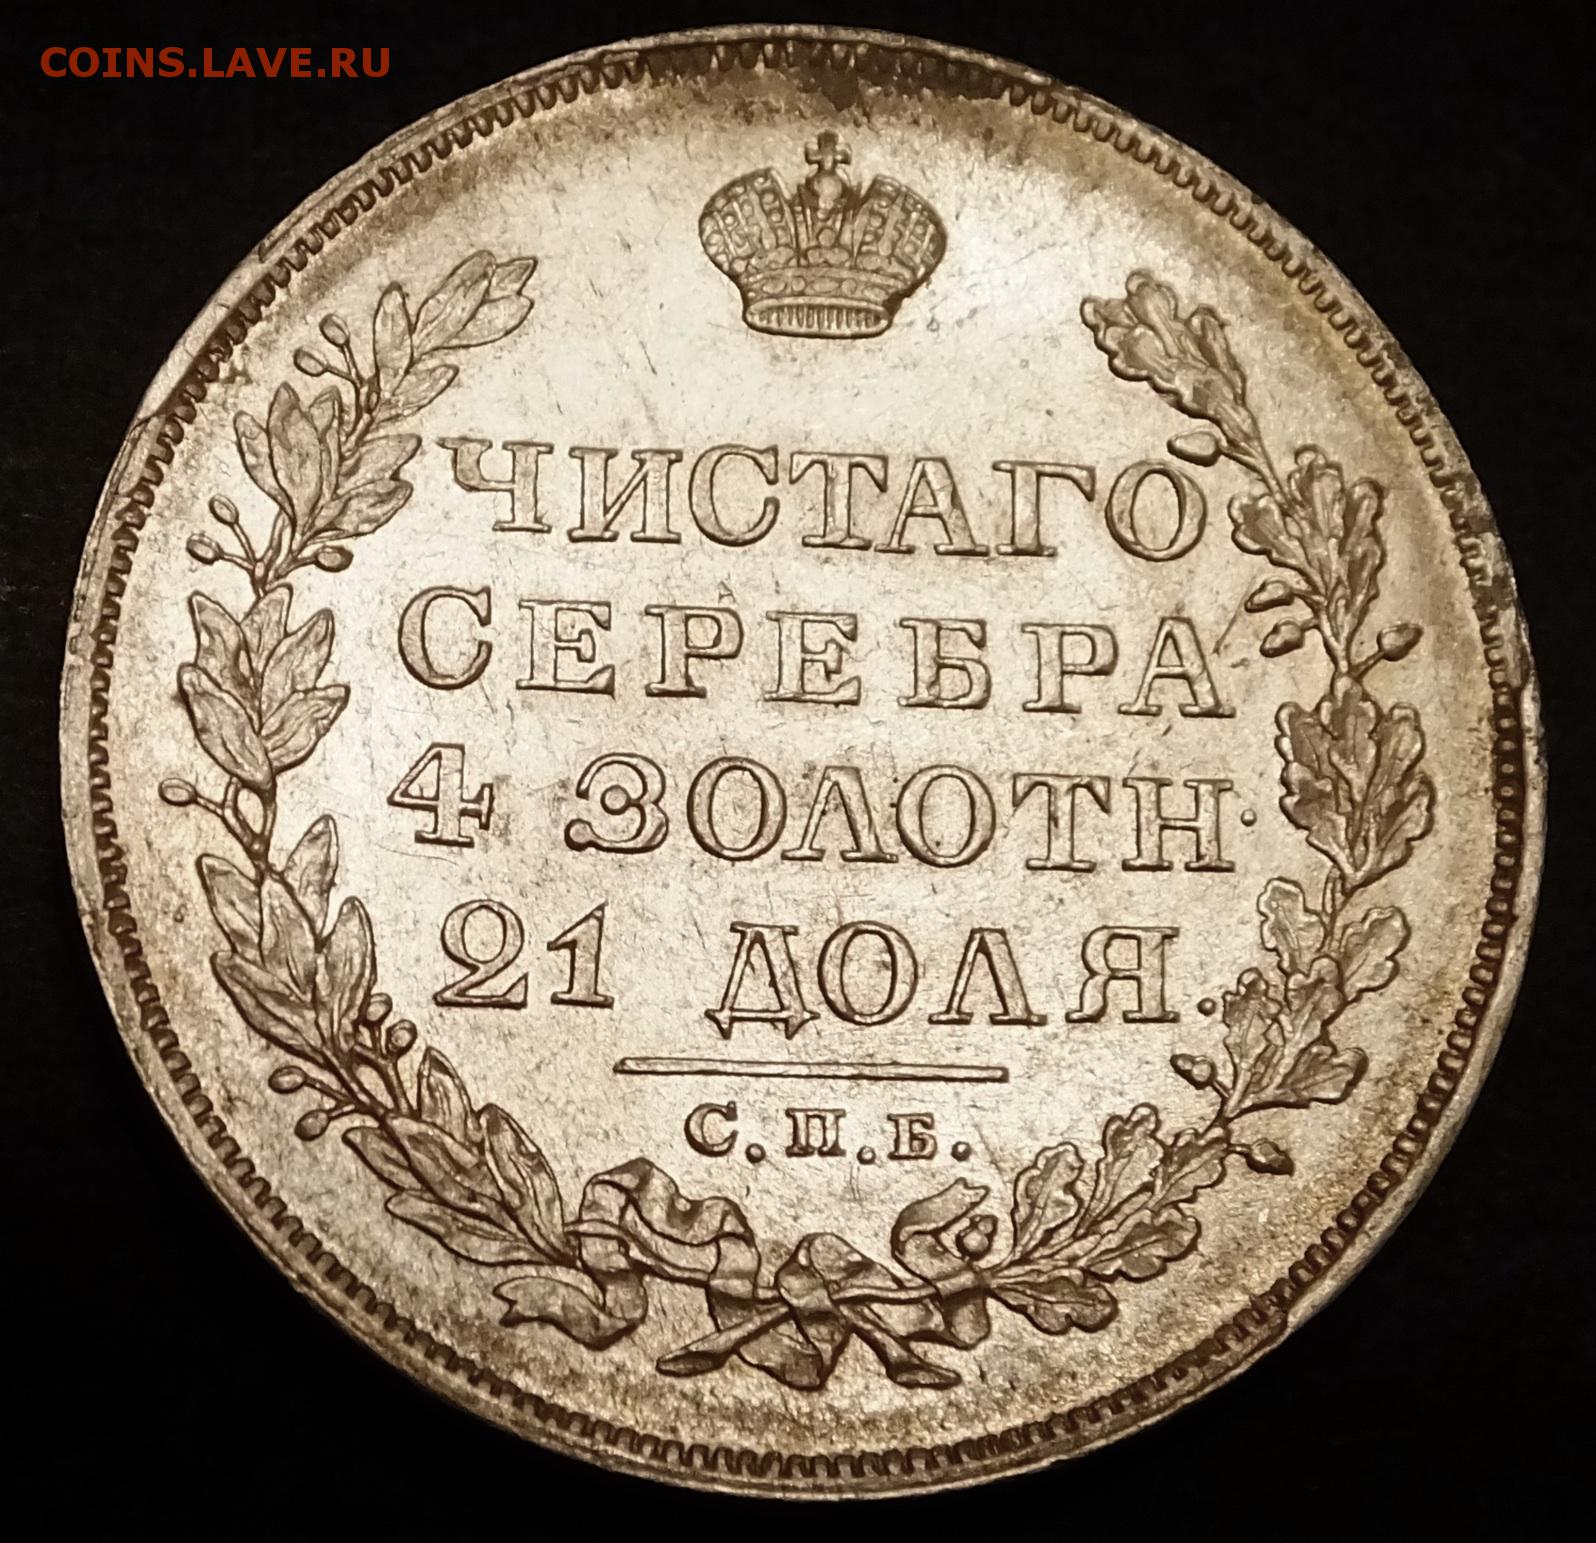 COINS.LAVE.RU
ЧИСТАГО
СЕРЕБРА
4 ЗОЛОТН.
21 ДОЛЯ.
С.П.Б.